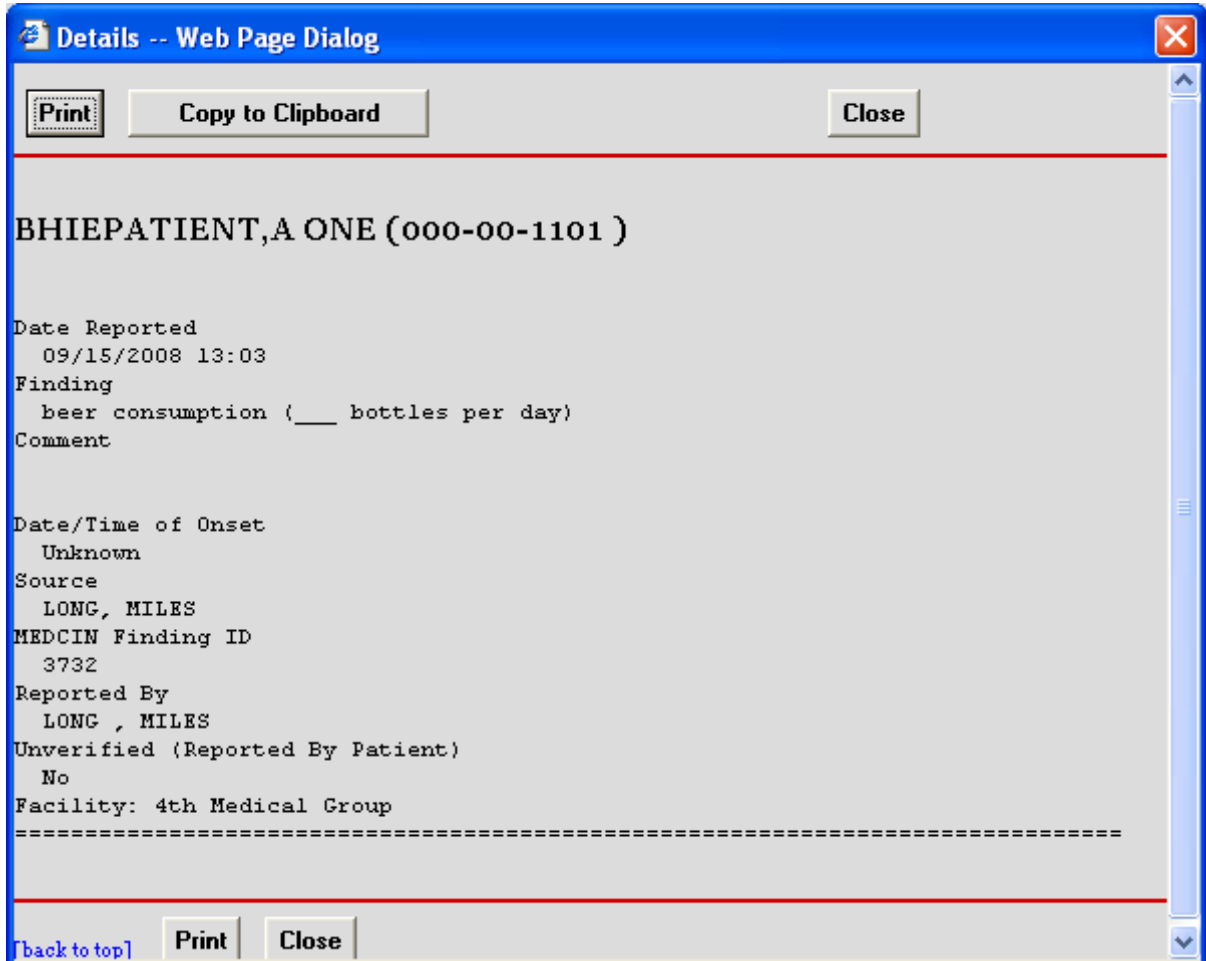 Details -- Web Page Dialog
Print Copy to Clipboard Close
BHIEPATIENT,A ONE (000-00-1101 )
Date Reported
09/15/2008 13:03
Finding
beer consumption (___ bottles per day)
Comment
Date/Time of Onset
Unknown
Source
LONG, MILES
MEDCIN Finding ID
3732
Reported By
LONG , MILES
Unverified (Reported By Patient)
No
Facility: 4th Medical Group
===============================================================================
[back to top] Print Close